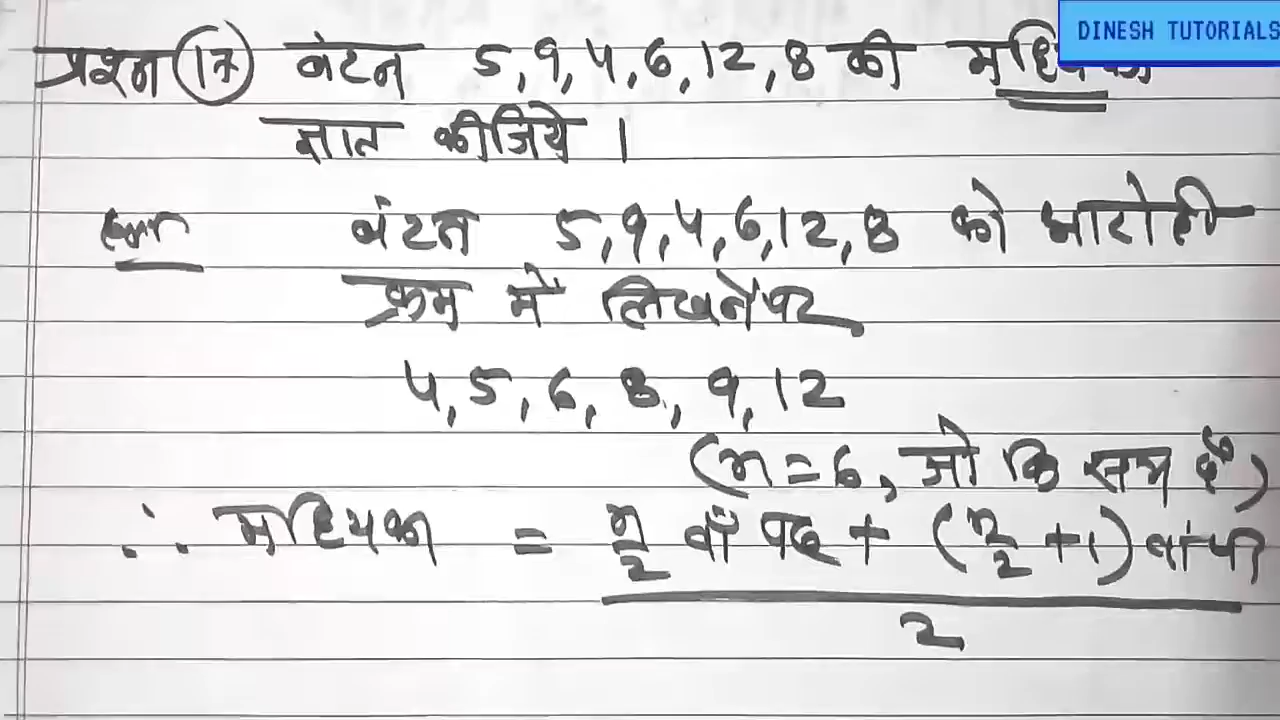 DINESH TUTORIALS
प्रश्न 17 बंटन 5, 9, 4, 6, 12, 8 की
ज्ञात कीजिये ।
हल बंटन 5, 9, 4, 6, 12, 8 को आरोही
क्रम में लिखने पर
4, 5, 6, 8, 9, 12
(n = 6, जो कि सम है)
∴ माध्यिका = n/2 वाँ पद + (n/2 + 1) वां
2